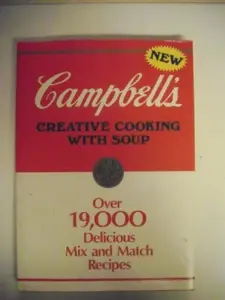 NEW
Campbell's
CREATIVE COOKING
WITH SOUP
Over
19,000
Delicious
Mix and Match
Recipes